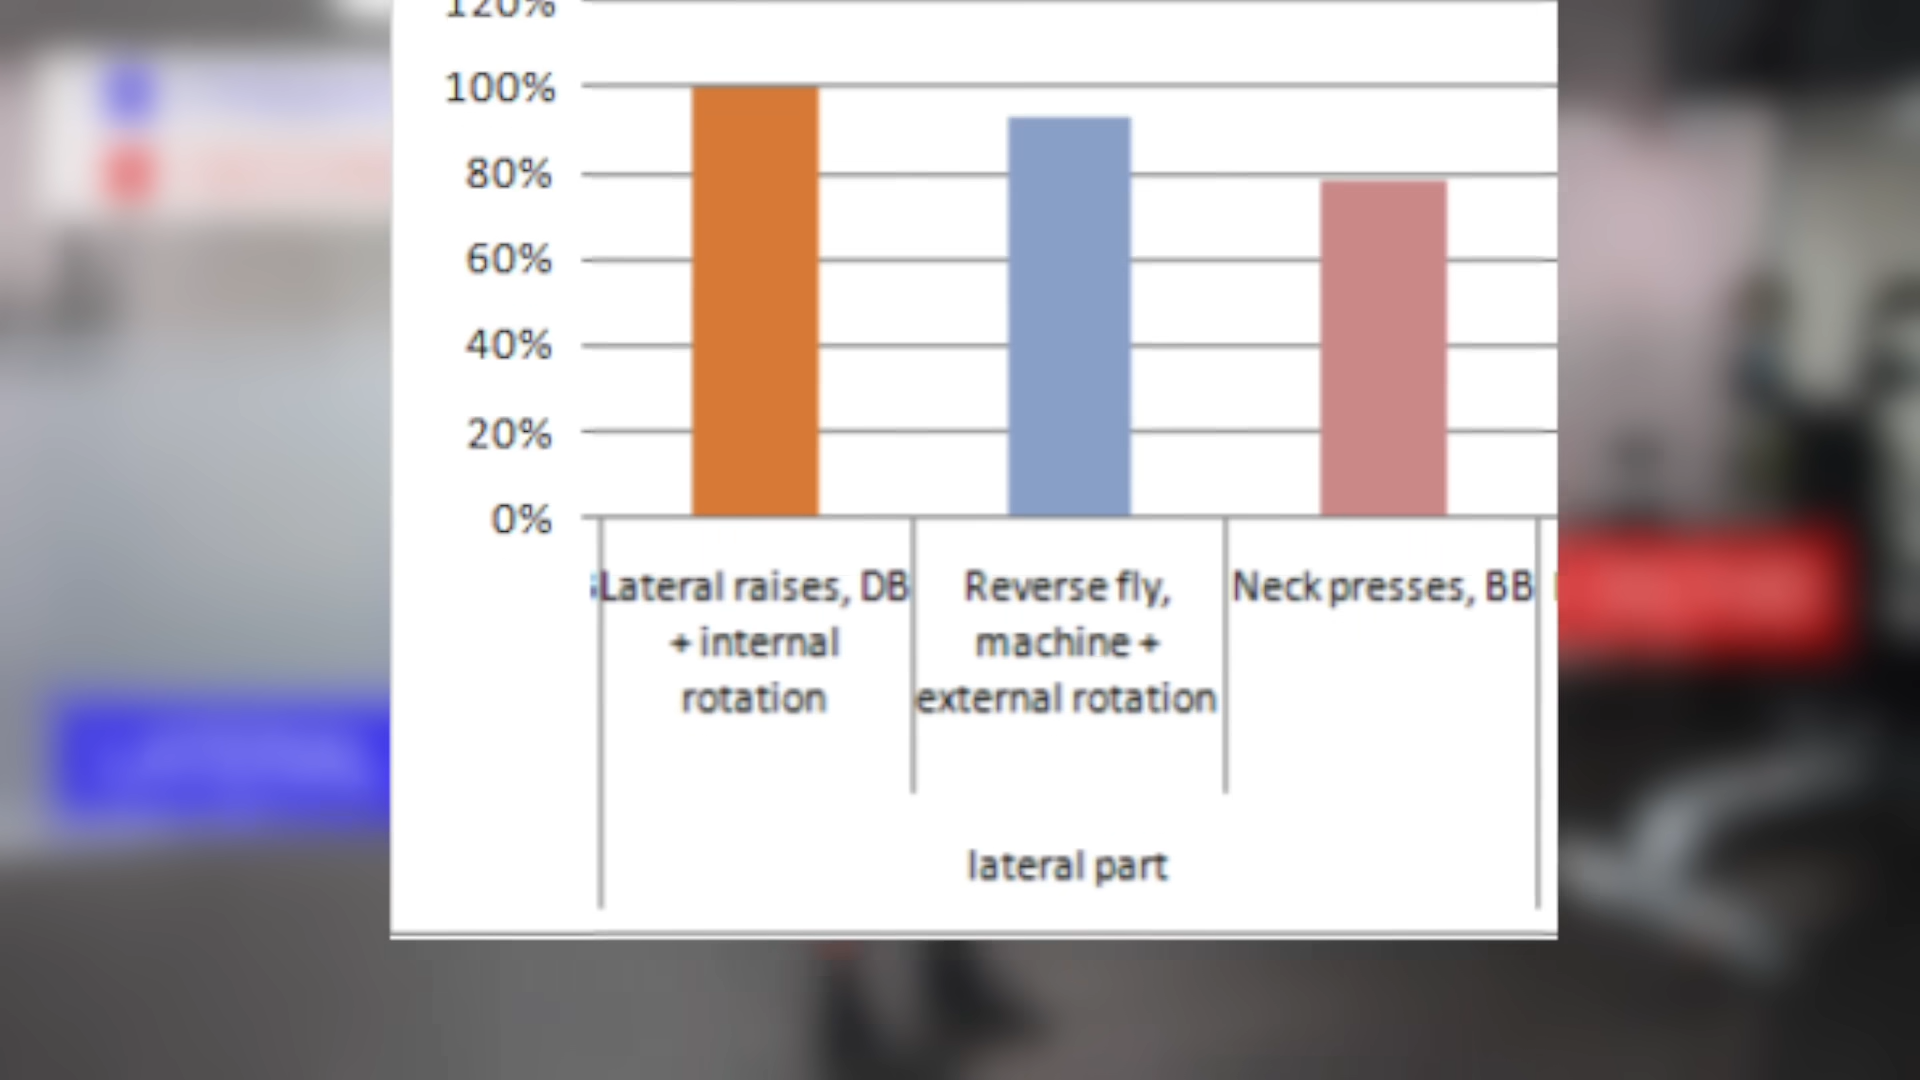 120%
100%
80%
60%
40%
20%
0%
Lateral raises, DB
+ internal
rotation
Reverse fly,
machine +
external rotation
Neck presses, BB
lateral part